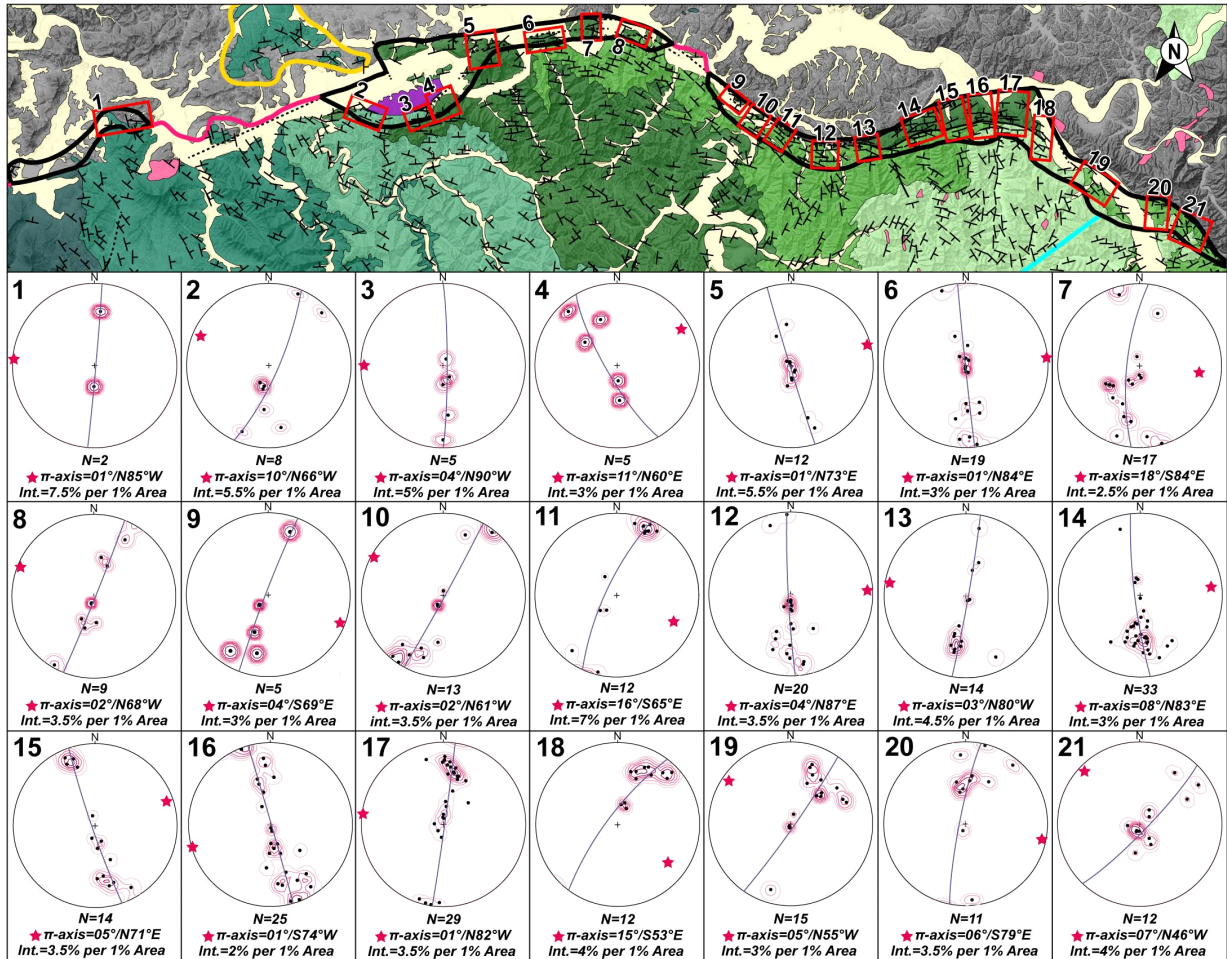 1
2
3
4
5
6
7
8
9
10
11
12
13
14
15
16
17
18
19
20
21
N
1
N
N=2
π-axis=01°/N85°W
Int.=7.5% per 1% Area
2
N
N=8
π-axis=10°/N66°W
Int.=5.5% per 1% Area
3
N
N=5
π-axis=04°/N90°W
Int.=5% per 1% Area
4
N
N=5
π-axis=11°/N60°E
Int.=3% per 1% Area
5
N
N=12
π-axis=01°/N73°E
Int.=5.5% per 1% Area
6
N
N=19
π-axis=01°/N84°E
Int.=3% per 1% Area
7
N
N=17
π-axis=18°/S84°E
Int.=2.5% per 1% Area
8
N
N=9
π-axis=02°/N68°W
Int.=3.5% per 1% Area
9
N
N=5
π-axis=04°/S69°E
Int.=3% per 1% Area
10
N
N=13
π-axis=02°/N61°W
int.=3.5% per 1% Area
11
N
N=12
π-axis=16°/S65°E
Int.=7% per 1% Area
12
N
N=20
π-axis=04°/N87°E
Int.=3.5% per 1% Area
13
N
N=14
π-axis=03°/N80°W
Int.=4.5% per 1% Area
14
N
N=33
π-axis=08°/N83°E
Int.=3% per 1% Area
15
N
N=14
π-axis=05°/N71°E
Int.=3.5% per 1% Area
16
N
N=25
π-axis=01°/S74°W
Int.=2% per 1% Area
17
N
N=29
π-axis=01°/N82°W
Int.=3.5% per 1% Area
18
N
N=12
π-axis=15°/S53°E
Int.=4% per 1% Area
19
N
N=15
π-axis=05°/N55°W
Int.=3% per 1% Area
20
N
N=11
π-axis=06°/S79°E
Int.=3.5% per 1% Area
21
N
N=12
π-axis=07°/N46°W
Int.=4% per 1% Area